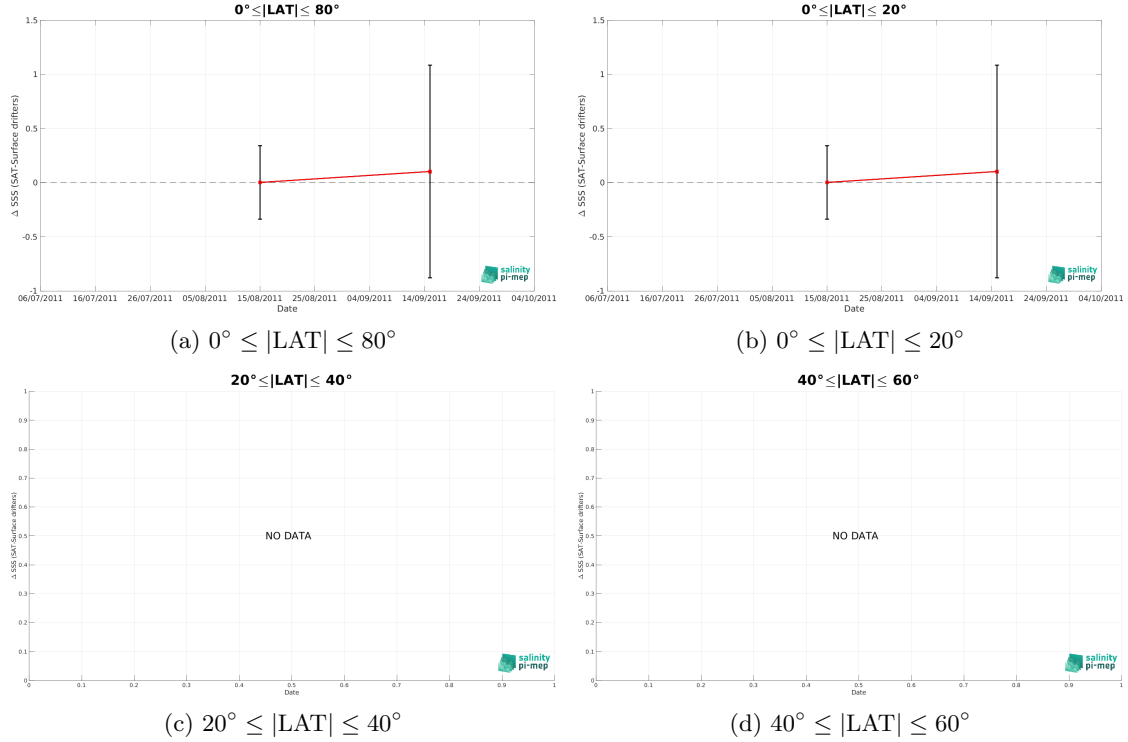 0°≤|LAT|≤ 80°
1.5
1
0.5
0
-0.5
-1
Δ SSS (SAT-Surface drifters)
06/07/2011 16/07/2011 26/07/2011 05/08/2011 15/08/2011 25/08/2011 04/09/2011 14/09/2011 24/09/2011 04/10/2011
Date
salinity
pi-mep
(a) 0° ≤ |LAT| ≤ 80°
0°≤|LAT|≤ 20°
1.5
1
0.5
0
-0.5
-1
Δ SSS (SAT-Surface drifters)
06/07/2011 16/07/2011 26/07/2011 05/08/2011 15/08/2011 25/08/2011 04/09/2011 14/09/2011 24/09/2011 04/10/2011
Date
salinity
pi-mep
(b) 0° ≤ |LAT| ≤ 20°
20°≤|LAT|≤ 40°
1
0.9
0.8
0.7
0.6
0.5
0.4
0.3
0.2
0.1
0
Δ SSS (SAT-Surface drifters)
NO DATA
0 0.1 0.2 0.3 0.4 0.5 0.6 0.7 0.8 0.9 1
Date
salinity
pi-mep
(c) 20° ≤ |LAT| ≤ 40°
40°≤|LAT|≤ 60°
1
0.9
0.8
0.7
0.6
0.5
0.4
0.3
0.2
0.1
0
Δ SSS (SAT-Surface drifters)
NO DATA
0 0.1 0.2 0.3 0.4 0.5 0.6 0.7 0.8 0.9 1
Date
salinity
pi-mep
(d) 40° ≤ |LAT| ≤ 60°